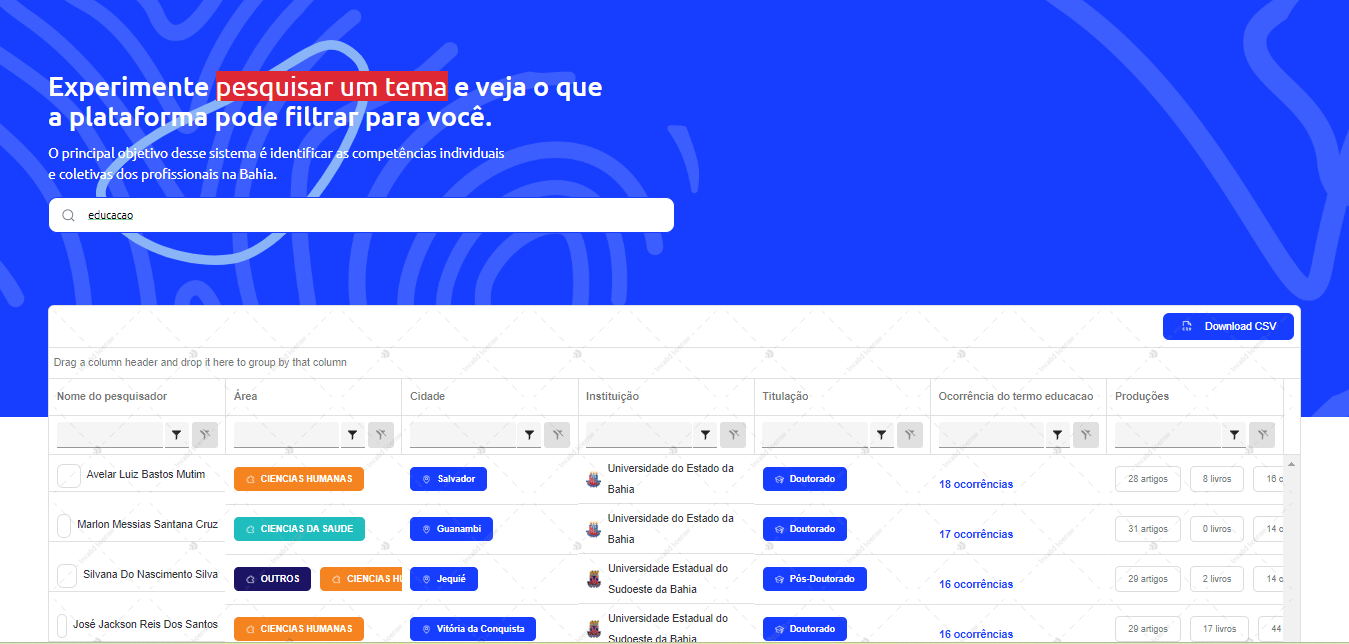 Experimente pesquisar um tema e veja o que
a plataforma pode filtrar para você.
O principal objetivo desse sistema é identificar as competências individuais
e coletivas dos profissionais na Bahia.
educacao
Download CSV
Drag a column header and drop it here to group by that column
Nome do pesquisador Área Cidade Instituição Titulação Ocorrência do termo educacao Produções
Avelar Luiz Bastos Mutim CIENCIAS HUMANAS Salvador Universidade do Estado da Bahia Doutorado 18 ocorrências 28 artigos 8 livros 16 c
Marlon Messias Santana Cruz CIENCIAS DA SAUDE Guanambi Universidade do Estado da Bahia Doutorado 17 ocorrências 31 artigos 0 livros 14 c
Silvana Do Nascimento Silva OUTROS CIENCIAS HU Jequié Universidade Estadual do Sudoeste da Bahia Pós-Doutorado 16 ocorrências 29 artigos 2 livros 14 c
José Jackson Reis Dos Santos CIENCIAS HUMANAS Vitória da Conquista Universidade Estadual do Sudoeste da Bahia Doutorado 16 ocorrências 29 artigos 17 livros 44